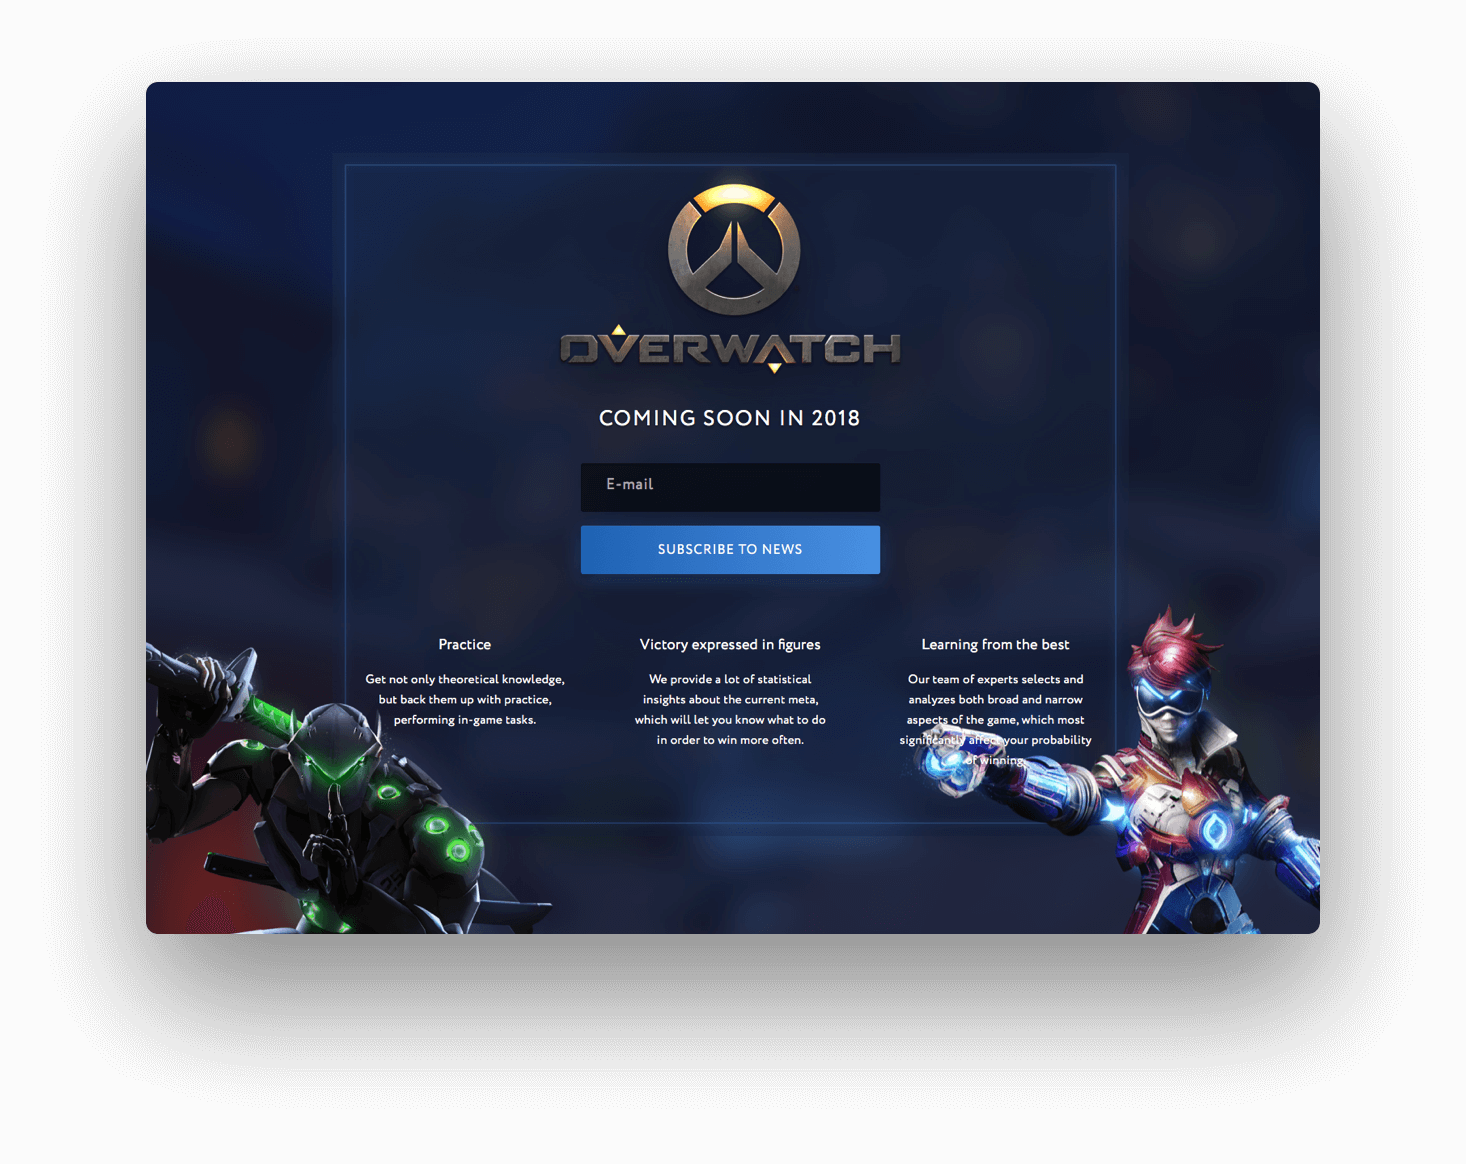 OVERWATCH
COMING SOON IN 2018
E-mail
SUBSCRIBE TO NEWS
Practice
Get not only theoretical knowledge,
but back them up with practice,
performing in-game tasks.
Victory expressed in figures
We provide a lot of statistical
insights about the current meta,
which will let you know what to do
in order to win more often.
Learning from the best
Our team of experts selects and
analyzes both broad and narrow
aspects of the game, which most
significantly affect your probability
of winning.